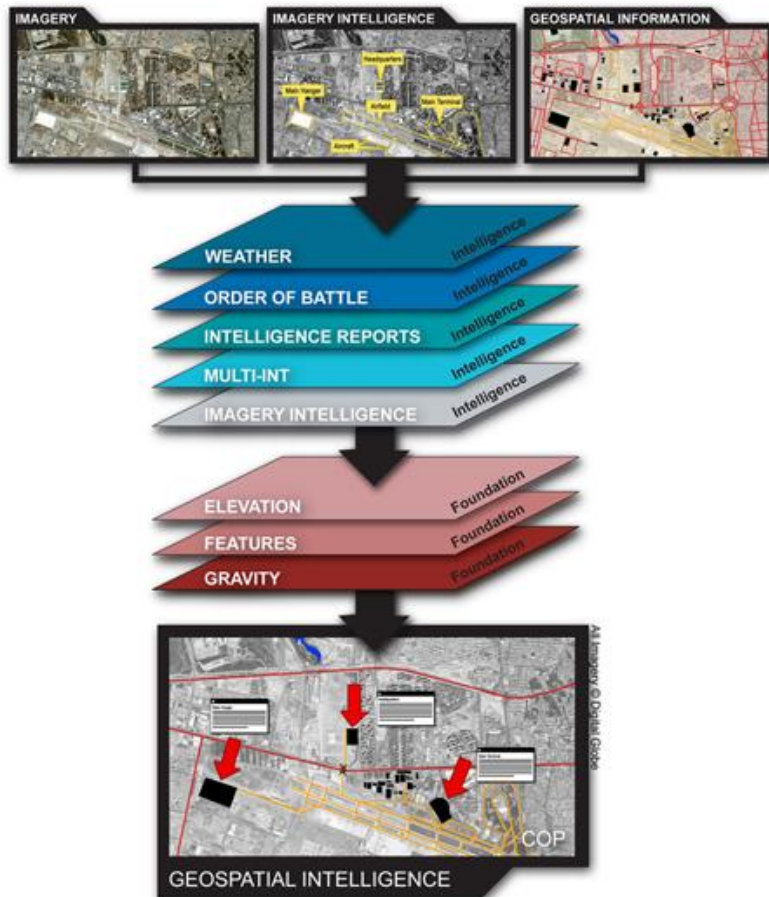 IMAGERY
IMAGERY INTELLIGENCE
GEOSPATIAL INFORMATION
Headquarters
Main Hanger
Airfield
Main Terminal
Aircraft
WEATHER
Intelligence
ORDER OF BATTLE
Intelligence
INTELLIGENCE REPORTS
Intelligence
MULTI-INT
Intelligence
IMAGERY INTELLIGENCE
Intelligence
ELEVATION
Foundation
FEATURES
Foundation
GRAVITY
Foundation
All Imagery © Digital Globe
COP
GEOSPATIAL INTELLIGENCE